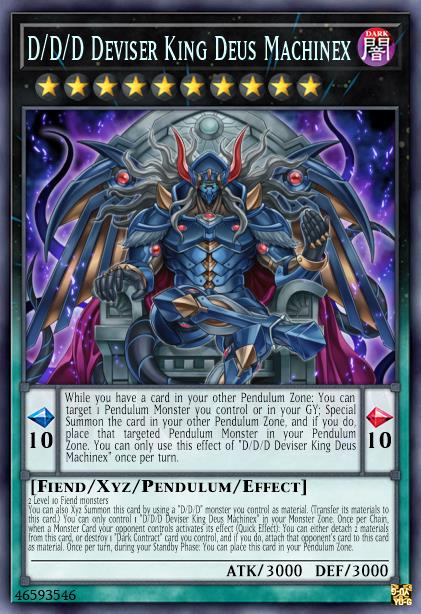 D/D/D Deviser King Deus Machinex
DARK
闇
While you have a card in your other Pendulum Zone: You can
target 1 Pendulum Monster you control or in your GY; Special
Summon the card in your other Pendulum Zone, and if you do,
place that targeted Pendulum Monster in your Pendulum
Zone. You can only use this effect of "D/D/D Deviser King Deus
Machinex" once per turn.
10
10
[Fiend/Xyz/Pendulum/Effect]
2 Level 10 Fiend monsters
You can also Xyz Summon this card by using a "D/D/D" monster you control as material. (Transfer its materials to
this card.) You can only control 1 "D/D/D Deviser King Deus Machinex" in your Monster Zone. Once per Chain,
when a Monster Card your opponent controls activates its effect (Quick Effect): You can either detach 2 materials
from this card, or destroy 1 "Dark Contract" card you control, and if you do, attach that opponent's card to this card
as material. Once per turn, during your Standby Phase: You can place this card in your Pendulum Zone.
ATK/3000 DEF/3000
46593546